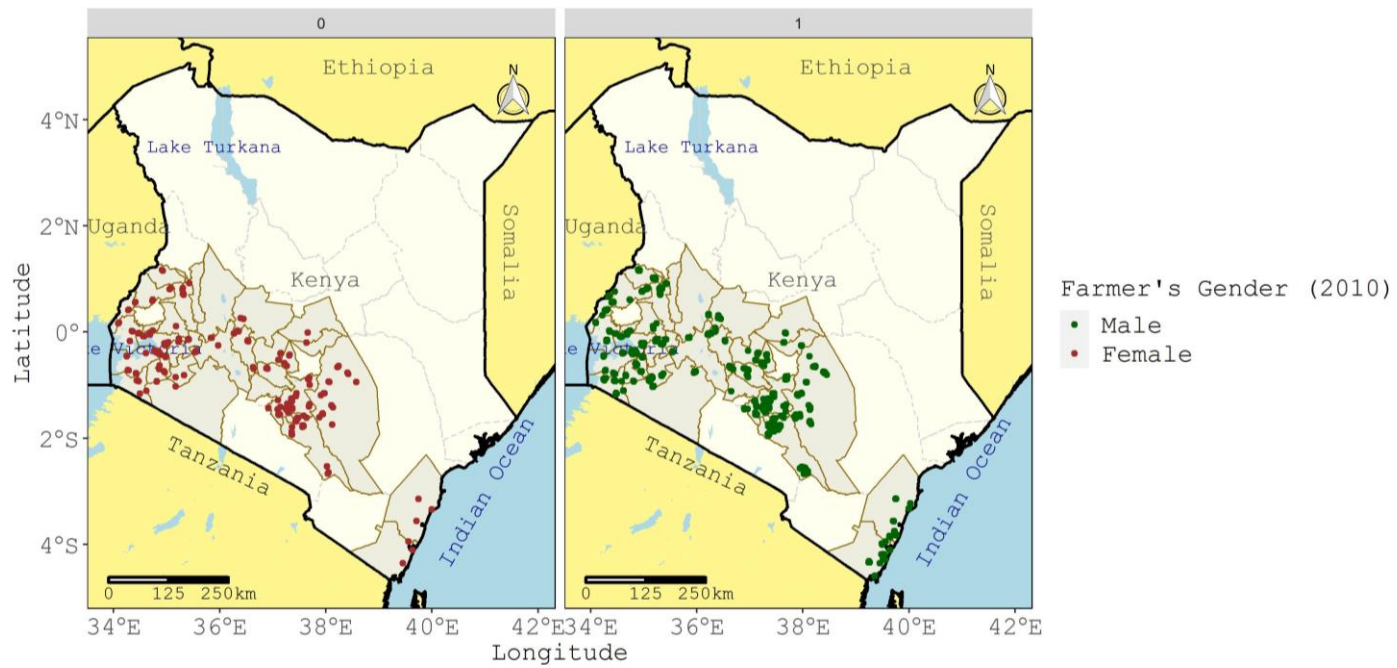 0
1
Ethiopia
Ethiopia
N
N
4°N
Lake Turkana
Lake Turkana
2°N
Uganda
Uganda
Somalia
Somalia
Kenya
Kenya
Latitude
0°
e Victoria
e Victoria
Farmer's Gender (2010)
Male
Female
2°S
Tanzania
Tanzania
Indian Ocean
Indian Ocean
4°S
0 125 250km
0 125 250km
34°E 36°E 38°E 40°E 42°E
34°E 36°E 38°E 40°E 42°E
Longitude